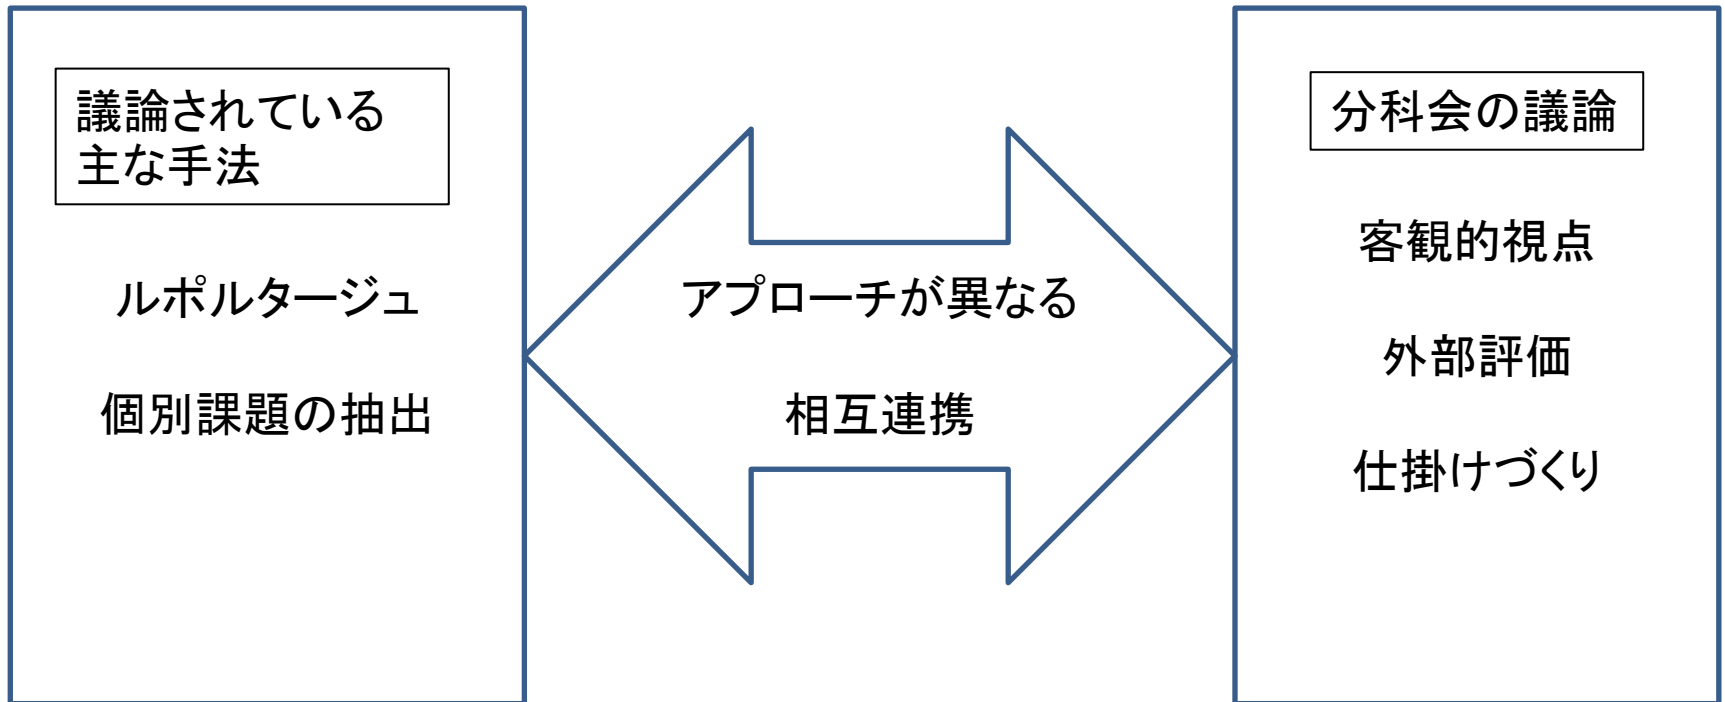 議論されている
主な手法
ルポルタージュ
個別課題の抽出
アプローチが異なる
相互連携
分科会の議論
客観的視点
外部評価
仕掛けづくり